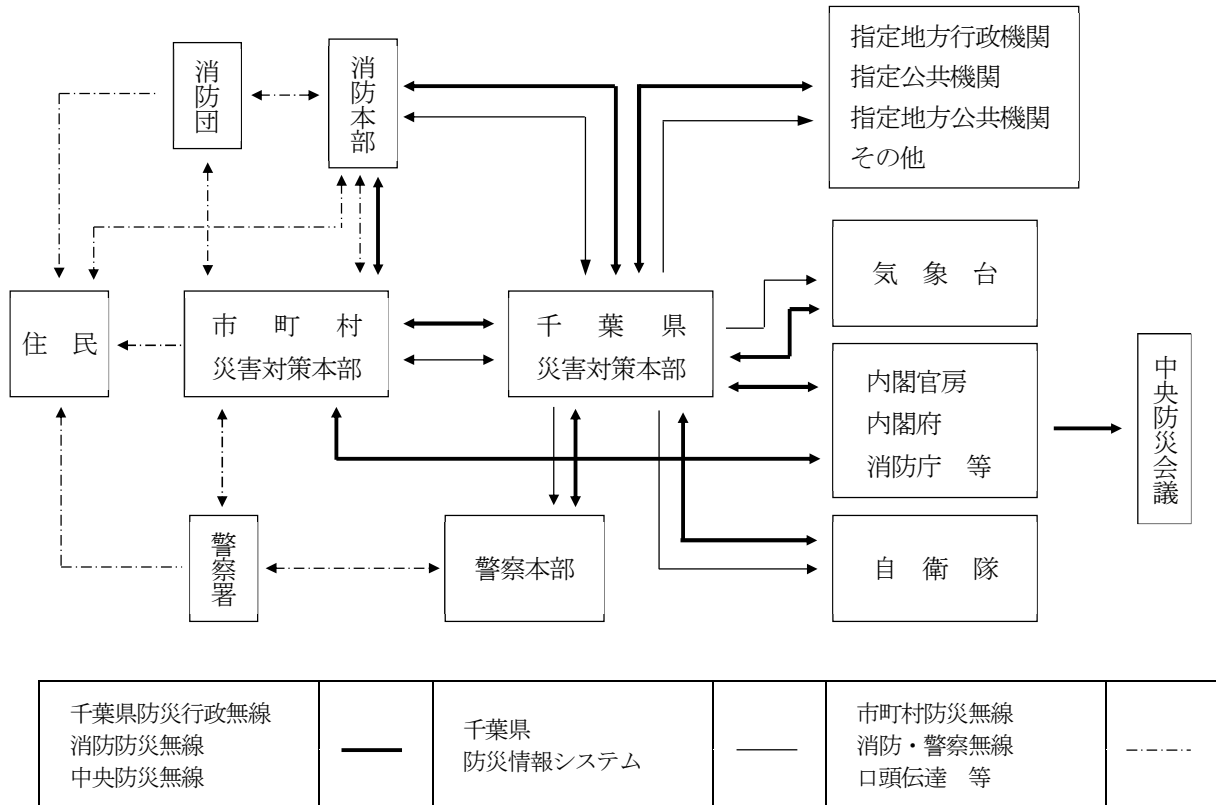 消防団
消防本部
指定地方行政機関
指定公共機関
指定地方公共機関
その他
気 象 台
住 民
市 町 村
災害対策本部
千 葉 県
災害対策本部
内閣官房
内閣府
消防庁 等
中央防災会議
警察署
警察本部
自 衛 隊
千葉県防災行政無線
消防防災無線
中央防災無線
千葉県
防災情報システム
市町村防災無線
消防・警察無線
口頭伝達 等